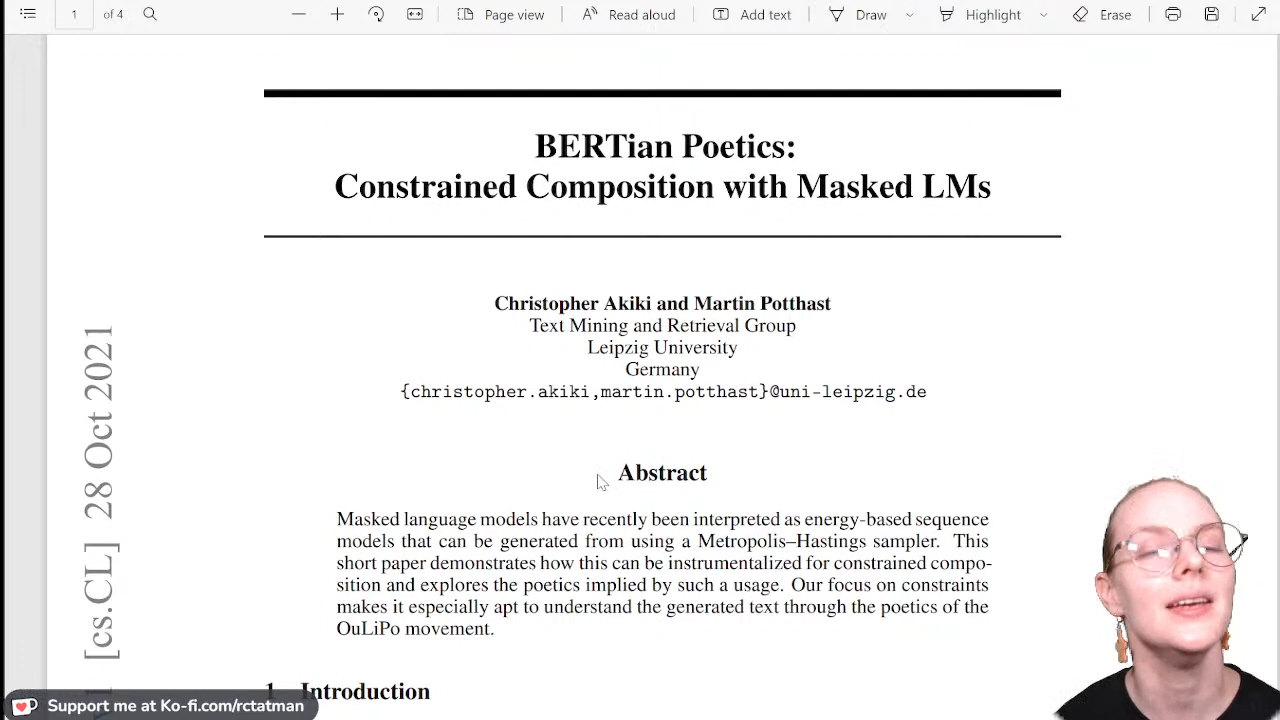 1 of 4
Page view
Read aloud
Add text
Draw
Highlight
Erase
BERTian Poetics:
Constrained Composition with Masked LMs
Christopher Akiki and Martin Potthast
Text Mining and Retrieval Group
Leipzig University
Germany
{christopher.akiki,martin.potthast}@uni-leipzig.de
[cs.CL] 28 Oct 2021
Abstract
Masked language models have recently been interpreted as energy-based sequence
models that can be generated from using a Metropolis–Hastings sampler. This
short paper demonstrates how this can be instrumentalized for constrained compo-
sition and explores the poetics implied by such a usage. Our focus on constraints
makes it especially apt to understand the generated text through the poetics of the
OuLiPo movement.
1 Introduction
Support me at Ko-fi.com/rctatman